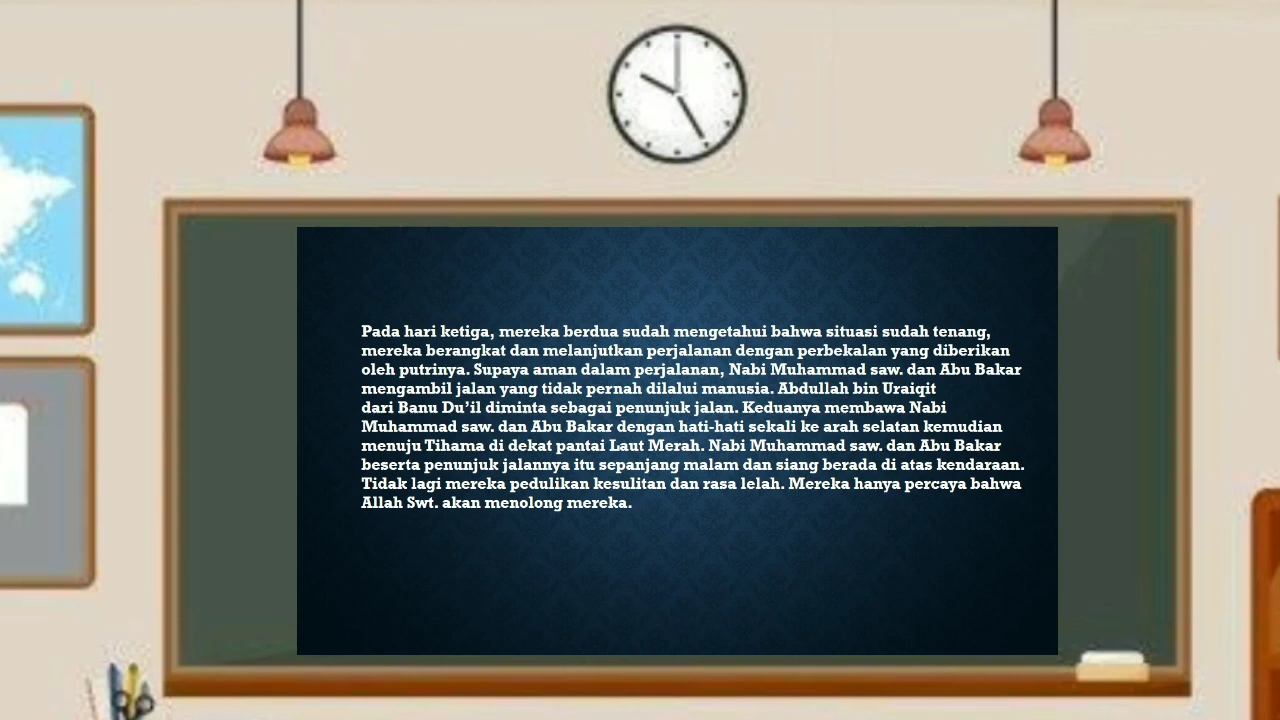 Pada hari ketiga, mereka berdua sudah mengetahui bahwa situasi sudah tenang,
mereka berangkat dan melanjutkan perjalanan dengan perbekalan yang diberikan
oleh putrinya. Supaya aman dalam perjalanan, Nabi Muhammad saw. dan Abu Bakar
mengambil jalan yang tidak pernah dilalui manusia. Abdullah bin Uraiqit
dari Banu Du’il diminta sebagai penunjuk jalan. Keduanya membawa Nabi
Muhammad saw. dan Abu Bakar dengan hati-hati sekali ke arah selatan kemudian
menuju Tihama di dekat pantai Laut Merah. Nabi Muhammad saw. dan Abu Bakar
beserta penunjuk jalannya itu sepanjang malam dan siang berada di atas kendaraan.
Tidak lagi mereka pedulikan kesulitan dan rasa lelah. Mereka hanya percaya bahwa
Allah Swt. akan menolong mereka.